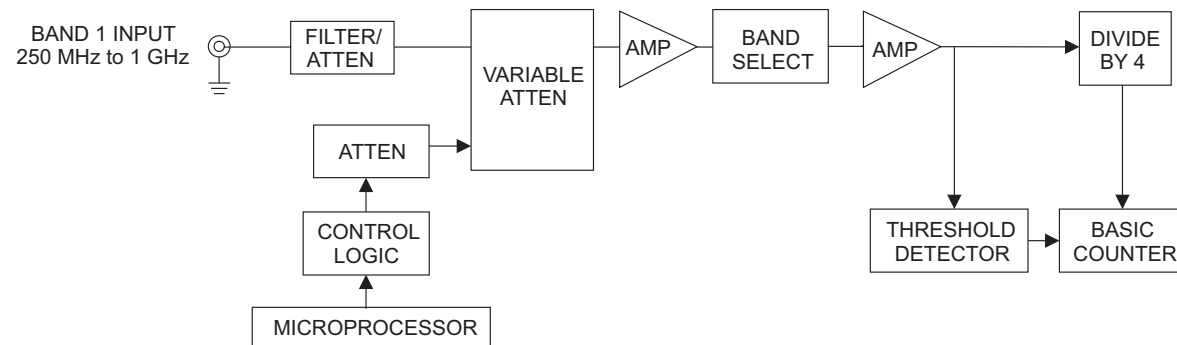 BAND 1 INPUT
250 MHz to 1 GHz
FILTER/
ATTEN
VARIABLE
ATTEN
AMP
BAND
SELECT
AMP
DIVIDE
BY 4
ATTEN
CONTROL
LOGIC
MICROPROCESSOR
THRESHOLD
DETECTOR
BASIC
COUNTER